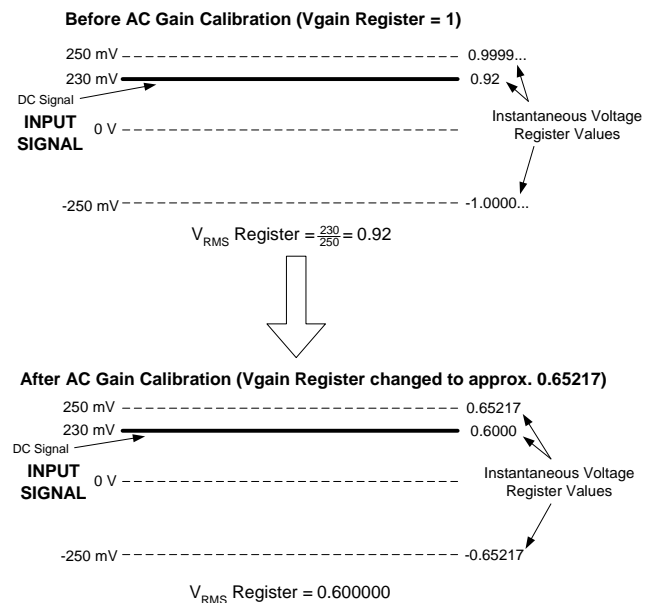 Before AC Gain Calibration (Vgain Register = 1)
250 mV 0.9999...
230 mV 0.92
DC Signal
INPUT
SIGNAL
0 V
Instantaneous Voltage
Register Values
-250 mV -1.0000...
VRMS Register = 230/250 = 0.92
After AC Gain Calibration (Vgain Register changed to approx. 0.65217)
250 mV 0.65217
230 mV 0.6000
DC Signal
INPUT
SIGNAL
0 V
Instantaneous Voltage
Register Values
-250 mV -0.65217
VRMS Register = 0.600000